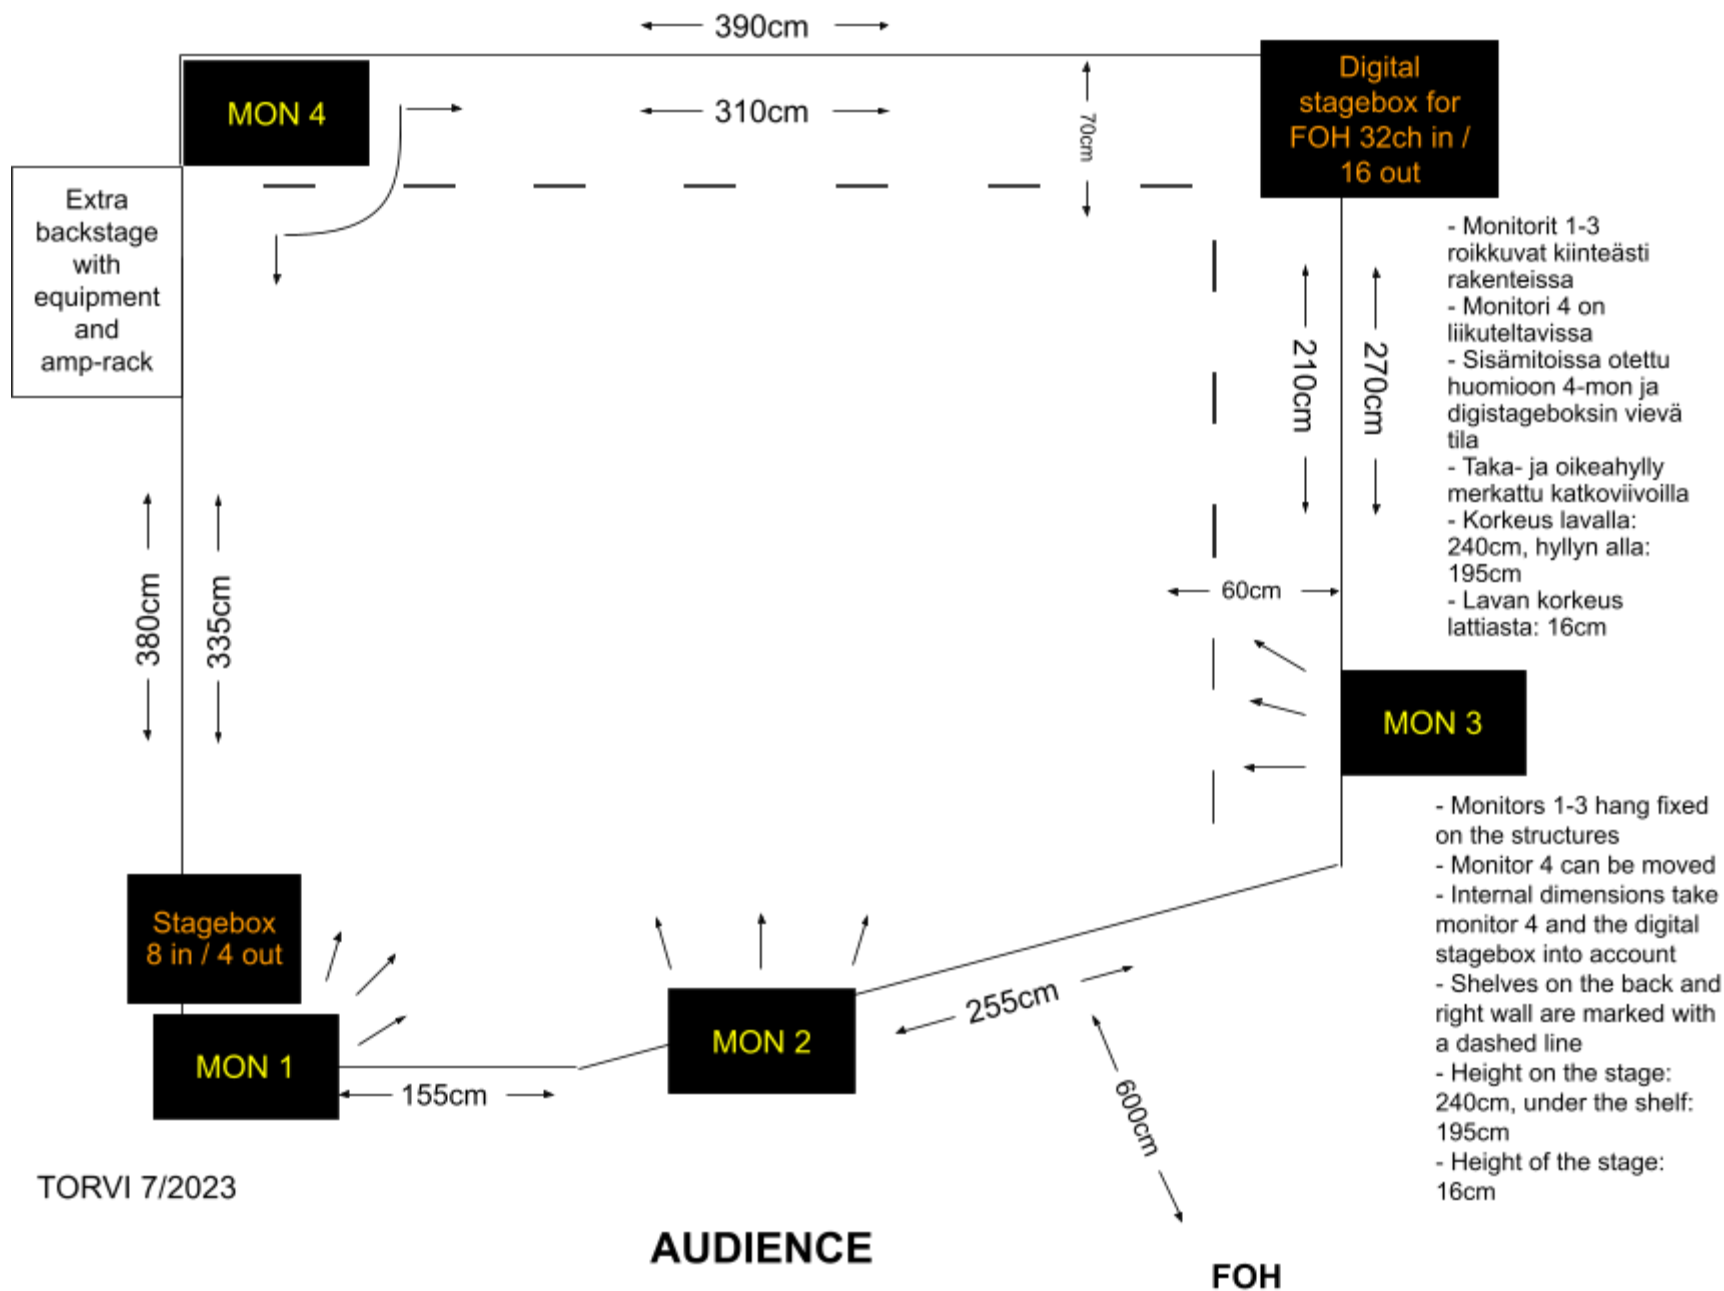 390cm
MON 4
310cm
70cm
Digital
stagebox for
FOH 32ch in /
16 out
Extra
backstage
with
equipment
and
amp-rack
- Monitorit 1-3
roikkuvat kiinteästi
rakenteissa
- Monitori 4 on
liikuteltavissa
- Sisämitoissa otettu
huomioon 4-mon ja
digistageboksin vievä
tila
- Taka- ja oikeahylly
merkattu katkoviivoilla
- Korkeus lavalla:
240cm, hyllyn alla:
195cm
- Lavan korkeus
lattiasta: 16cm
210cm
270cm
380cm
335cm
60cm
MON 3
- Monitors 1-3 hang fixed
on the structures
- Monitor 4 can be moved
- Internal dimensions take
monitor 4 and the digital
stagebox into account
- Shelves on the back and
right wall are marked with
a dashed line
- Height on the stage:
240cm, under the shelf:
195cm
- Height of the stage:
16cm
Stagebox
8 in / 4 out
MON 1
155cm
MON 2
255cm
600cm
TORVI 7/2023
AUDIENCE
FOH